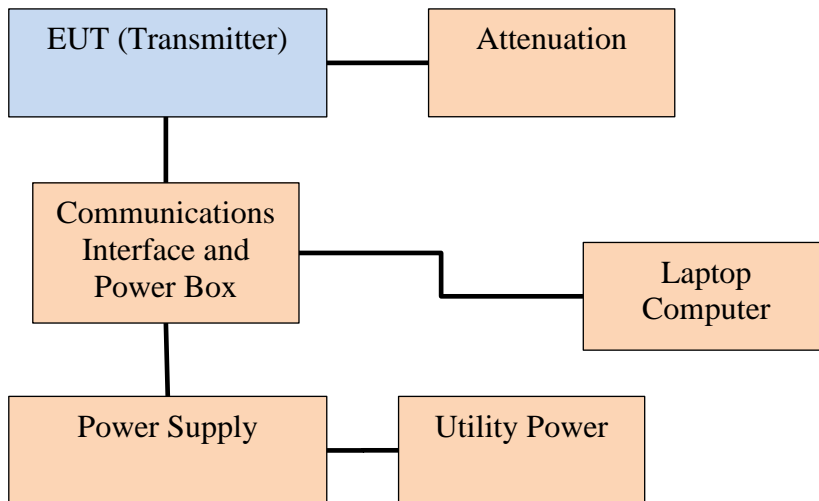 EUT (Transmitter)
Attenuation
Communications
Interface and
Power Box
Laptop
Computer
Power Supply
Utility Power